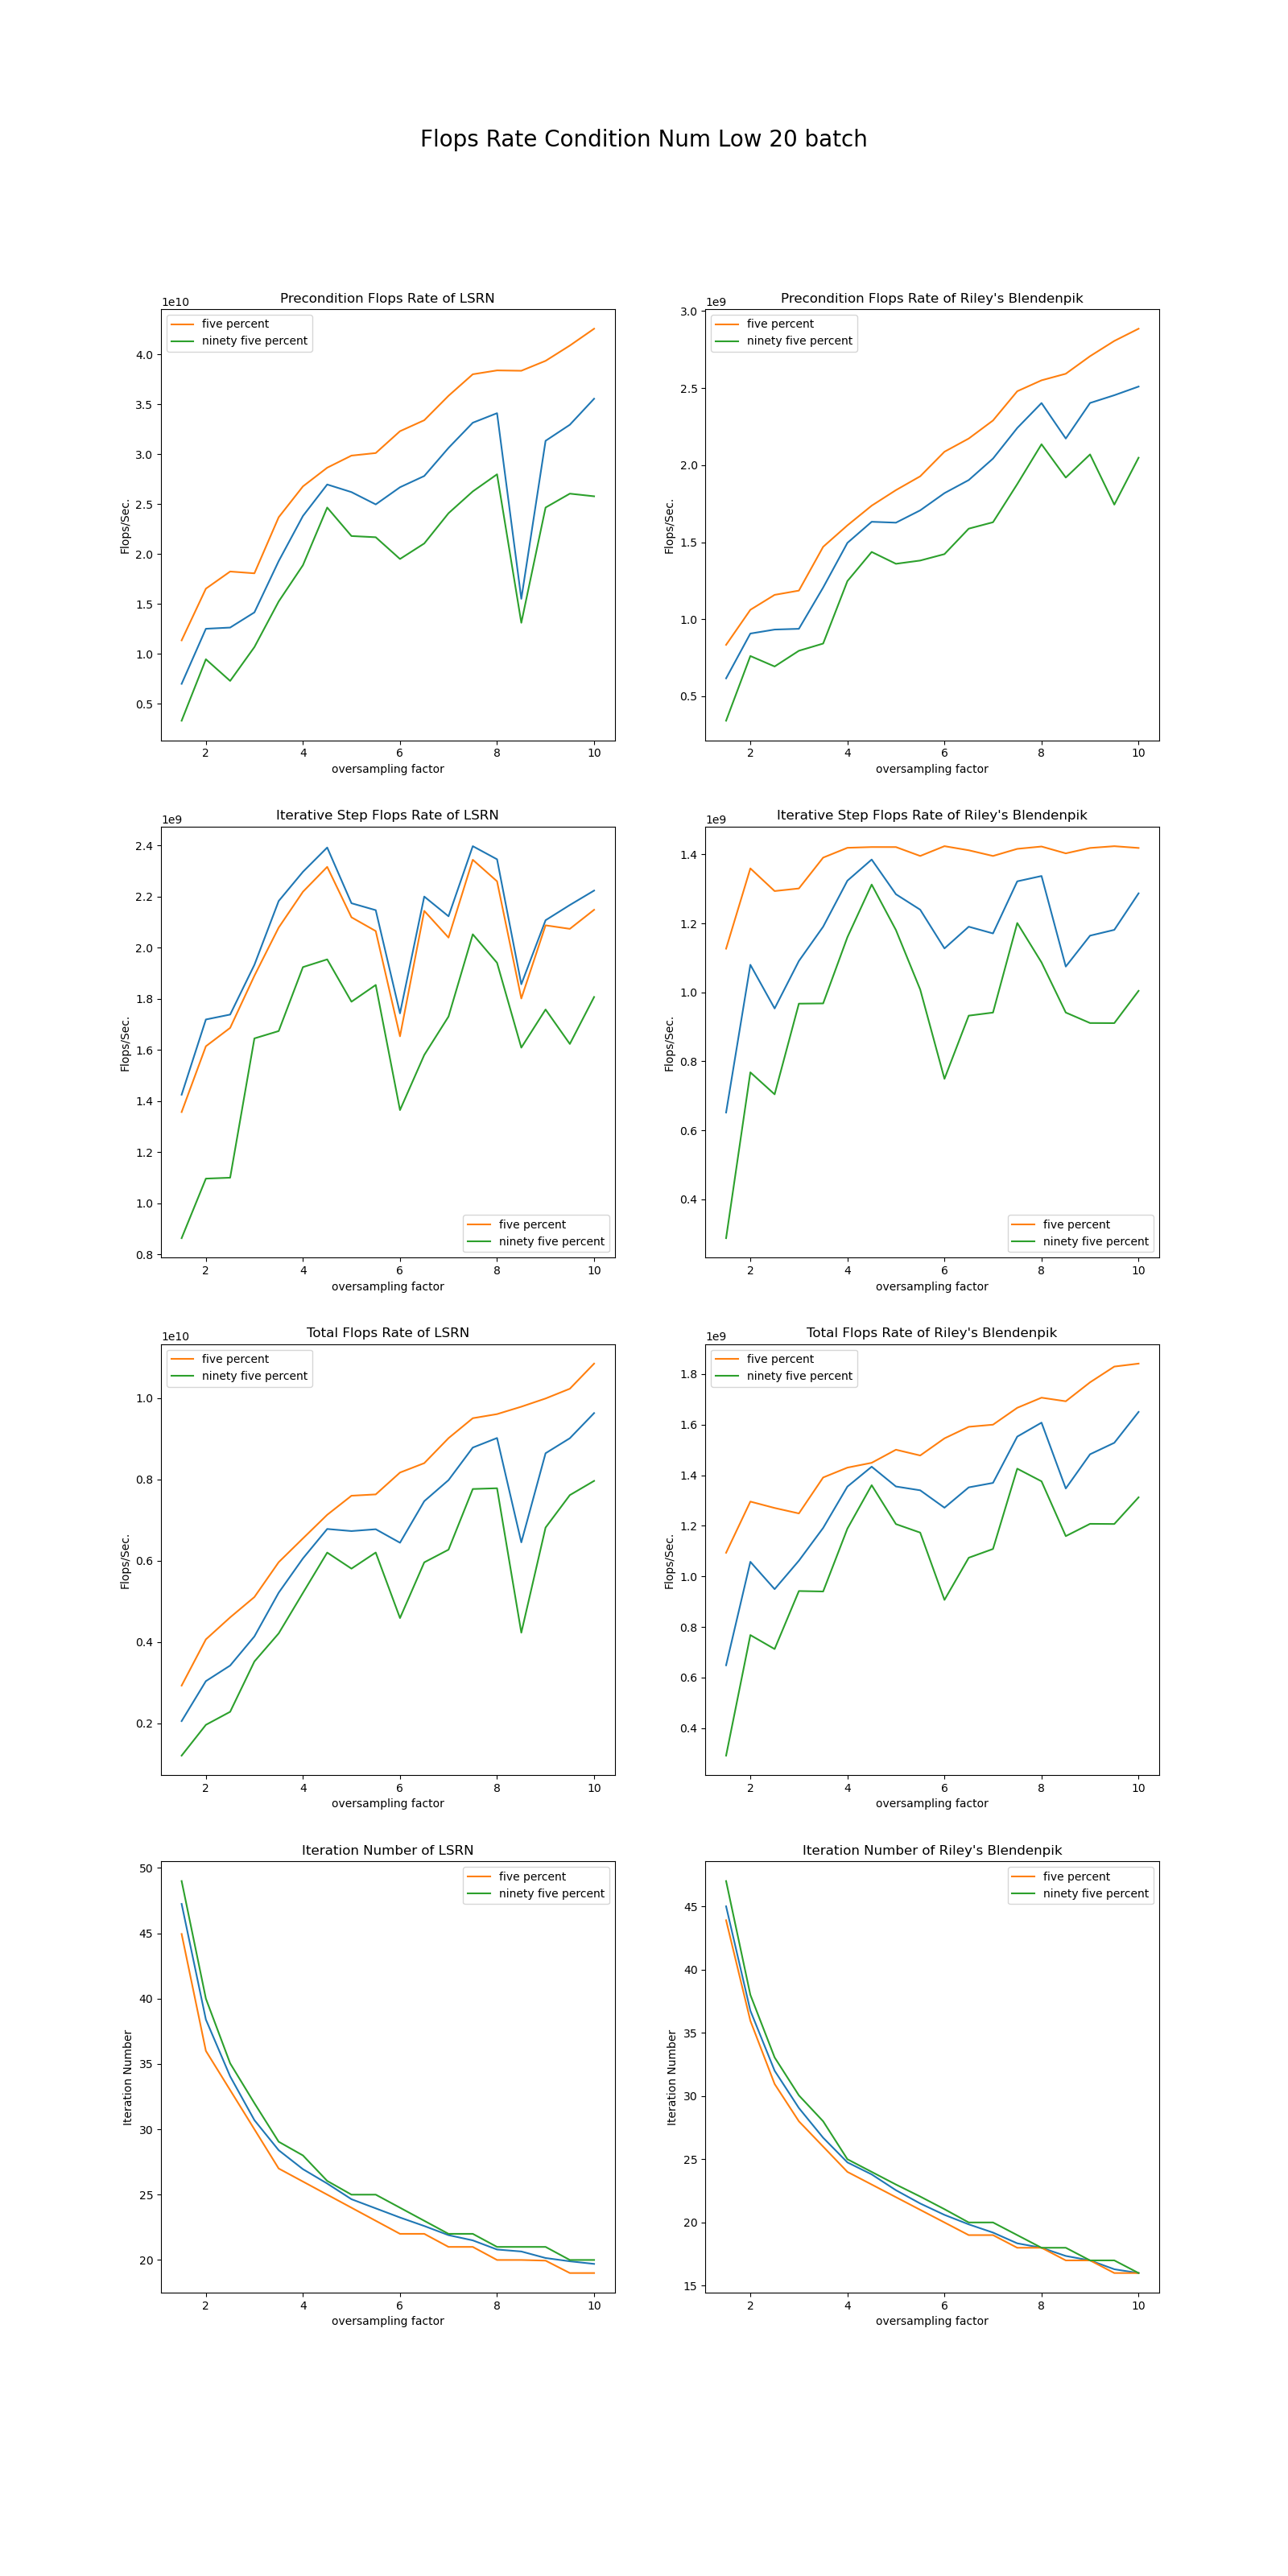 Flops Rate Condition Num Low 20 batch
Precondition Flops Rate of LSRN
1e10
five percent
ninety five percent
4.0
3.5
3.0
2.5
2.0
1.5
1.0
0.5
Flops/Sec.
2 4 6 8 10
oversampling factor
Precondition Flops Rate of Riley's Blendenpik
1e9
five percent
ninety five percent
3.0
2.5
2.0
1.5
1.0
0.5
Flops/Sec.
2 4 6 8 10
oversampling factor
Iterative Step Flops Rate of LSRN
1e9
2.4
2.2
2.0
1.8
1.6
1.4
1.2
1.0
0.8
Flops/Sec.
five percent
ninety five percent
2 4 6 8 10
oversampling factor
Iterative Step Flops Rate of Riley's Blendenpik
1e9
1.4
1.2
1.0
0.8
0.6
0.4
Flops/Sec.
five percent
ninety five percent
2 4 6 8 10
oversampling factor
Total Flops Rate of LSRN
1e10
five percent
ninety five percent
1.0
0.8
0.6
0.4
0.2
Flops/Sec.
2 4 6 8 10
oversampling factor
Total Flops Rate of Riley's Blendenpik
1e9
five percent
ninety five percent
1.8
1.6
1.4
1.2
1.0
0.8
0.6
0.4
Flops/Sec.
2 4 6 8 10
oversampling factor
Iteration Number of LSRN
five percent
ninety five percent
50
45
40
35
30
25
20
Iteration Number
2 4 6 8 10
oversampling factor
Iteration Number of Riley's Blendenpik
five percent
ninety five percent
45
40
35
30
25
20
15
Iteration Number
2 4 6 8 10
oversampling factor